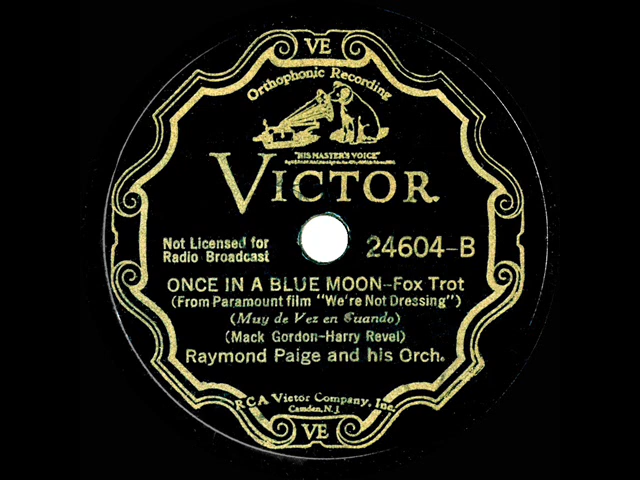 VE
Orthophonic Recording
"HIS MASTER'S VOICE"
VICTOR
Not Licensed for
Radio Broadcast
24604-B
ONCE IN A BLUE MOON--Fox Trot
(From Paramount film "We're Not Dressing")
(Muy de Vez en Cuando)
(Mack Gordon-Harry Revel)
Raymond Paige and his Orch.
RCA Victor Company, Inc.
Camden, N.J.
VE